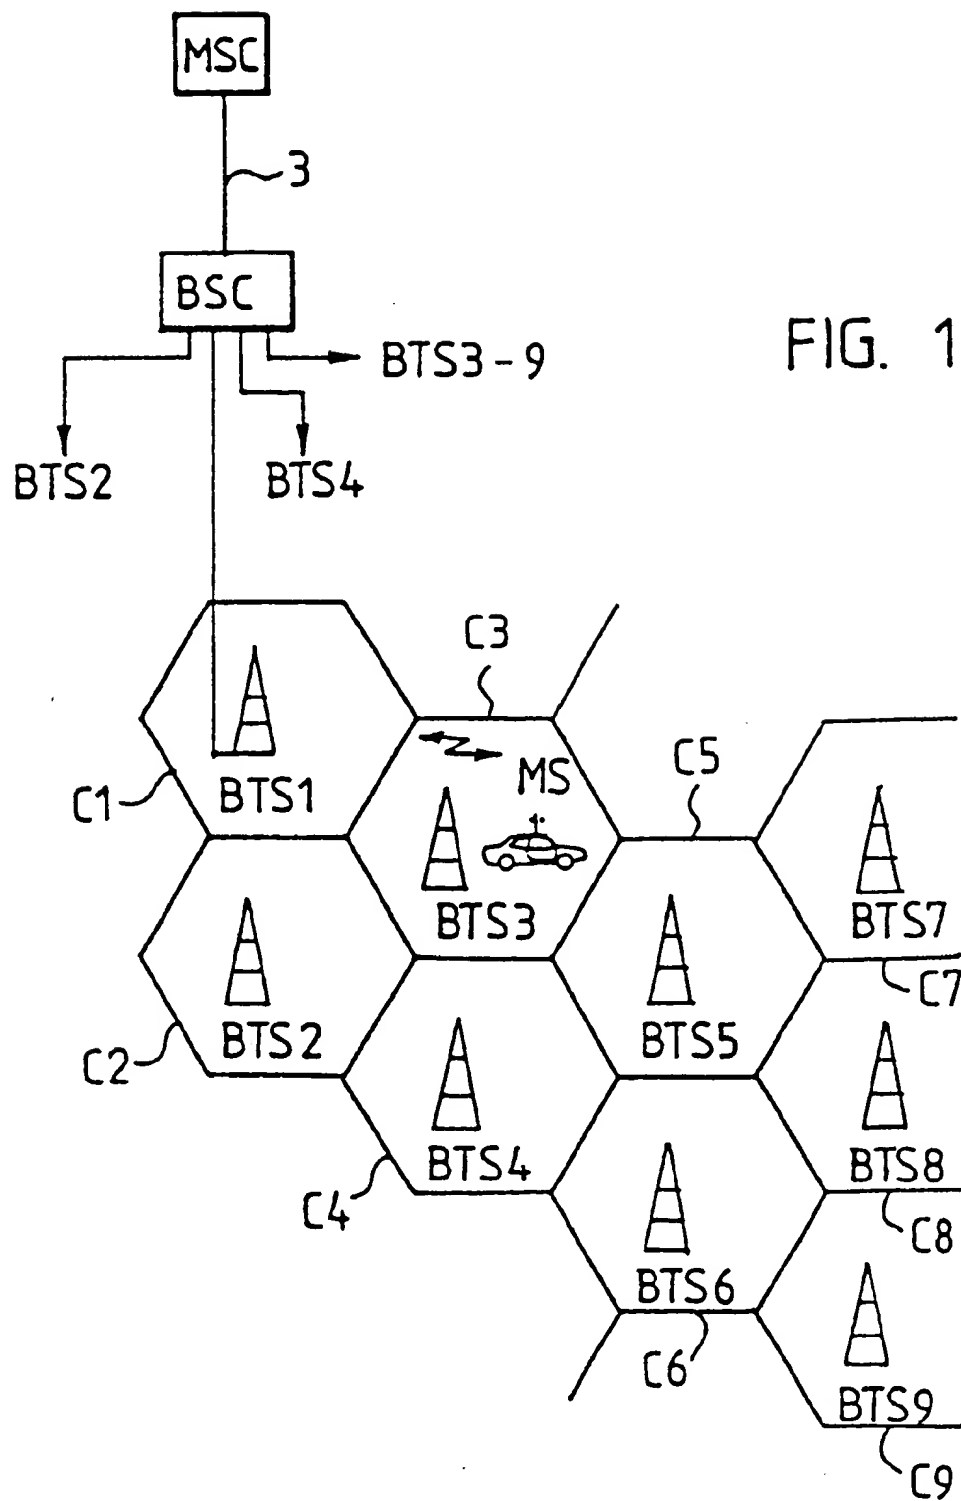 MSC
3
BSC
BTS3-9
FIG. 1
BTS2
BTS4
C3
MS
C5
C1
BTS1
BTS3
BTS7
C7
C2
BTS2
BTS5
BTS4
BTS8
C4
C8
BTS6
C6
BTS9
C9